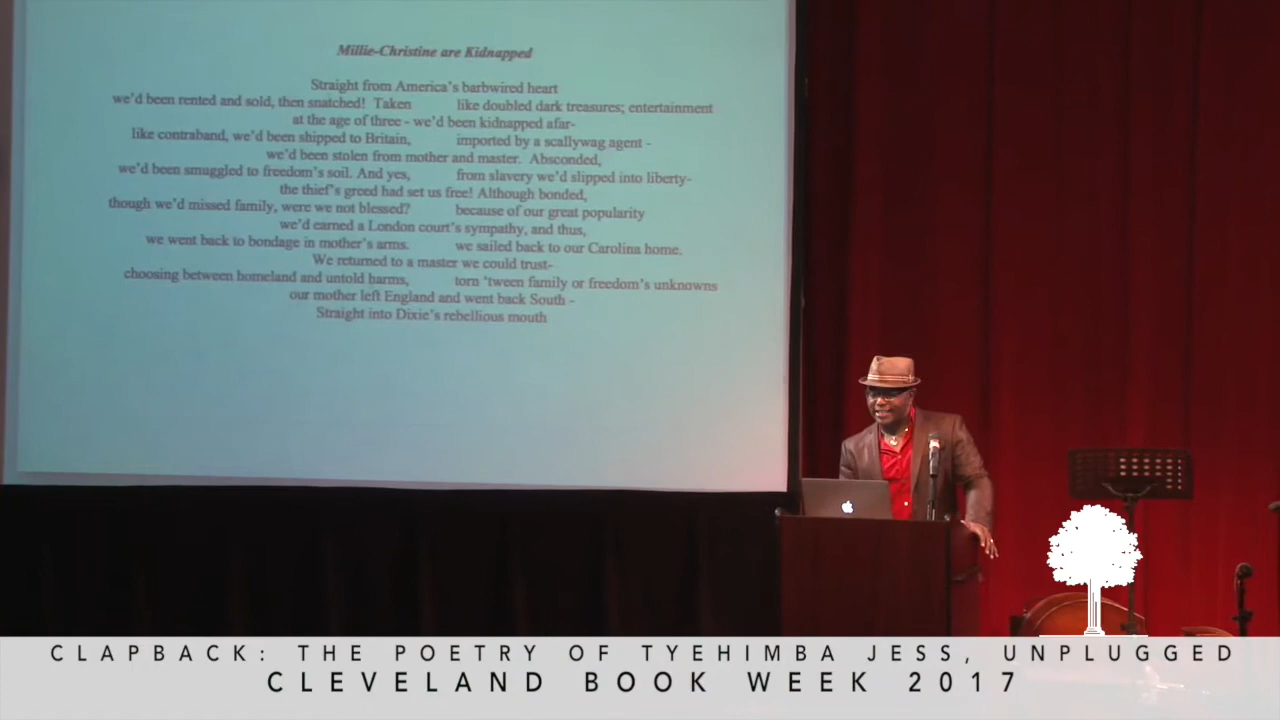 Millie-Christine are Kidnapped
Straight from America's barbwired heart
we'd been rented and sold, then snatched! Taken like doubled dark treasures; entertainment
at the age of three - we'd been kidnapped afar-
like contraband, we'd been shipped to Britain, imported by a scallywag agent -
we'd been stolen from mother and master. Absconded,
we'd been smuggled to freedom's soil. And yes, from slavery we'd slipped into liberty-
the thief's greed had set us free! Although bonded,
though we'd missed family, were we not blessed? because of our great popularity
we'd earned a London court's sympathy, and thus,
we went back to bondage in mother's arms. we sailed back to our Carolina home.
We returned to a master we could trust-
choosing between homeland and untold harms, torn 'tween family or freedom's unknowns
our mother left England and went back South -
Straight into Dixie's rebellious mouth
CLAPBACK: THE POETRY OF TYEHIMBA JESS, UNPLUGGED
CLEVELAND BOOK WEEK 2017